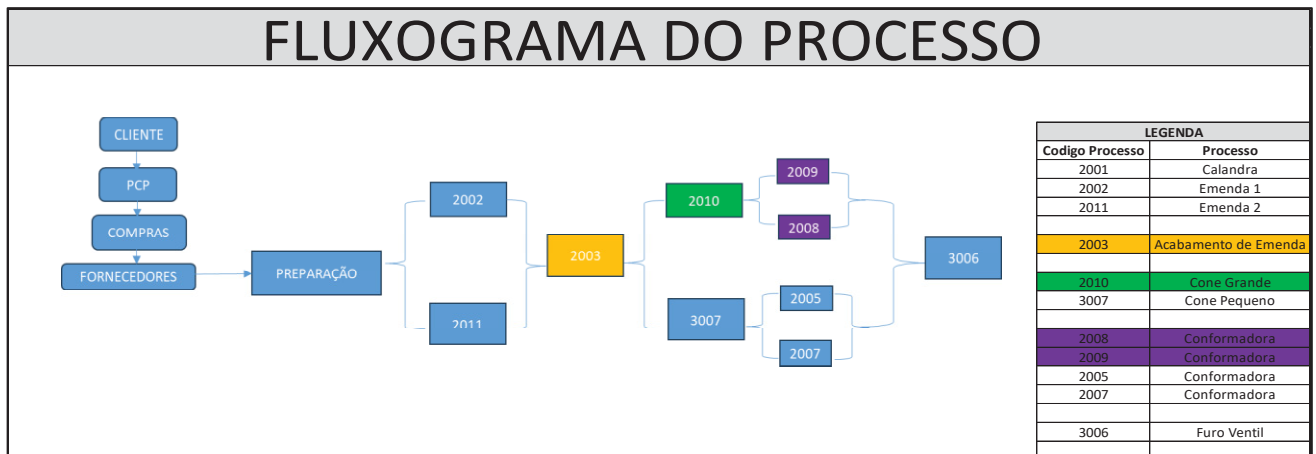 FLUXOGRAMA DO PROCESSO
CLIENTE
PCP
COMPRAS
FORNECEDORES
PREPARAÇÃO
2002
2011
2003
2010
3007
2009
2008
2005
2007
3006
LEGENDA
Codigo Processo Processo
2001 Calandra
2002 Emenda 1
2011 Emenda 2
2003 Acabamento de Emenda
2010 Cone Grande
3007 Cone Pequeno
2008 Conformadora
2009 Conformadora
2005 Conformadora
2007 Conformadora
3006 Furo Ventil